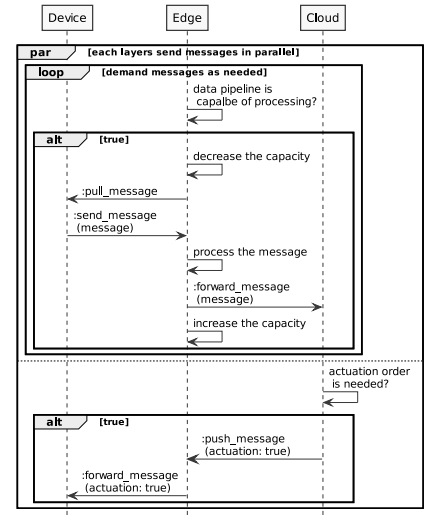 Device Edge Cloud
par [each layers send messages in parallel]
loop [demand messages as needed]
data pipeline is
capalbe of processing?
alt [true]
decrease the capacity
:pull_message
:send_message
(message)
process the message
:forward_message
(message)
increase the capacity
actuation order
is needed?
alt [true]
:push_message
(actuation: true)
:forward_message
(actuation: true)